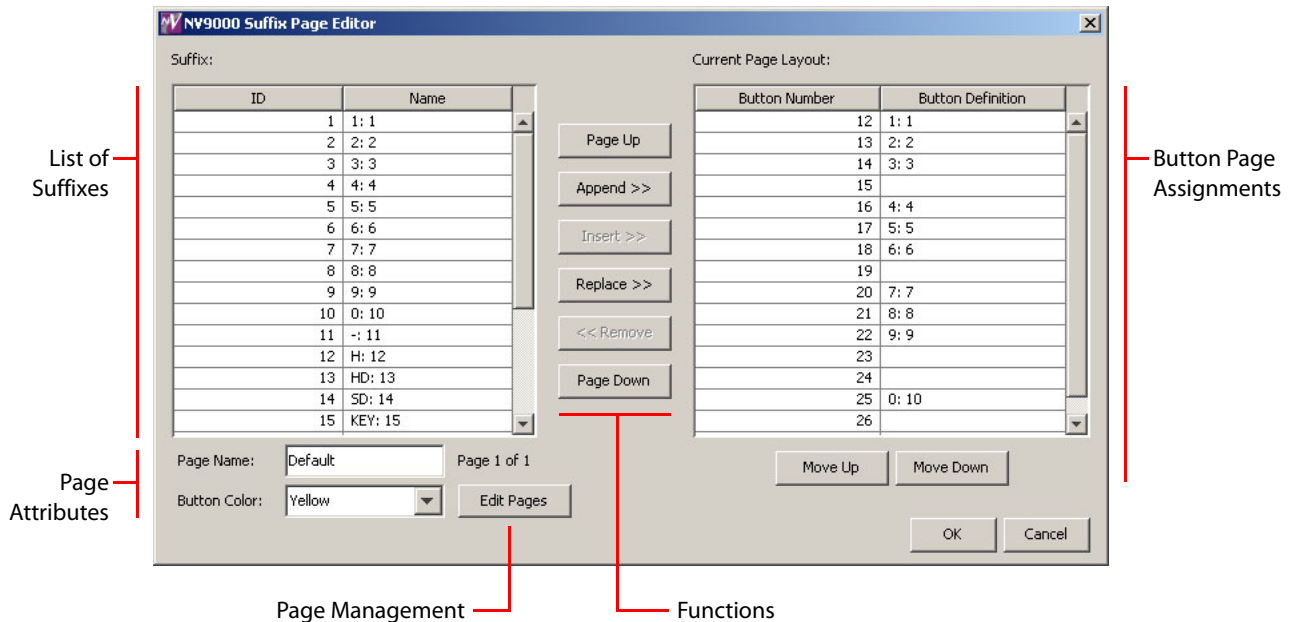 NV9000 Suffix Page Editor
Suffix:
Current Page Layout:
ID Name
1 1: 1
2 2: 2
3 3: 3
4 4: 4
5 5: 5
6 6: 6
7 7: 7
8 8: 8
9 9: 9
10 0: 10
11 -: 11
12 H: 12
13 HD: 13
14 SD: 14
15 KEY: 15
Page Up
Append >>
Insert >>
Replace >>
<< Remove
Page Down
Button Number Button Definition
12 1: 1
13 2: 2
14 3: 3
15
16 4: 4
17 5: 5
18 6: 6
19
20 7: 7
21 8: 8
22 9: 9
23
24
25 0: 10
26
Page Name: Default Page 1 of 1
Button Color: Yellow Edit Pages
Move Up Move Down
OK Cancel
List of
Suffixes
Page
Attributes
Button Page
Assignments
Page Management
Functions